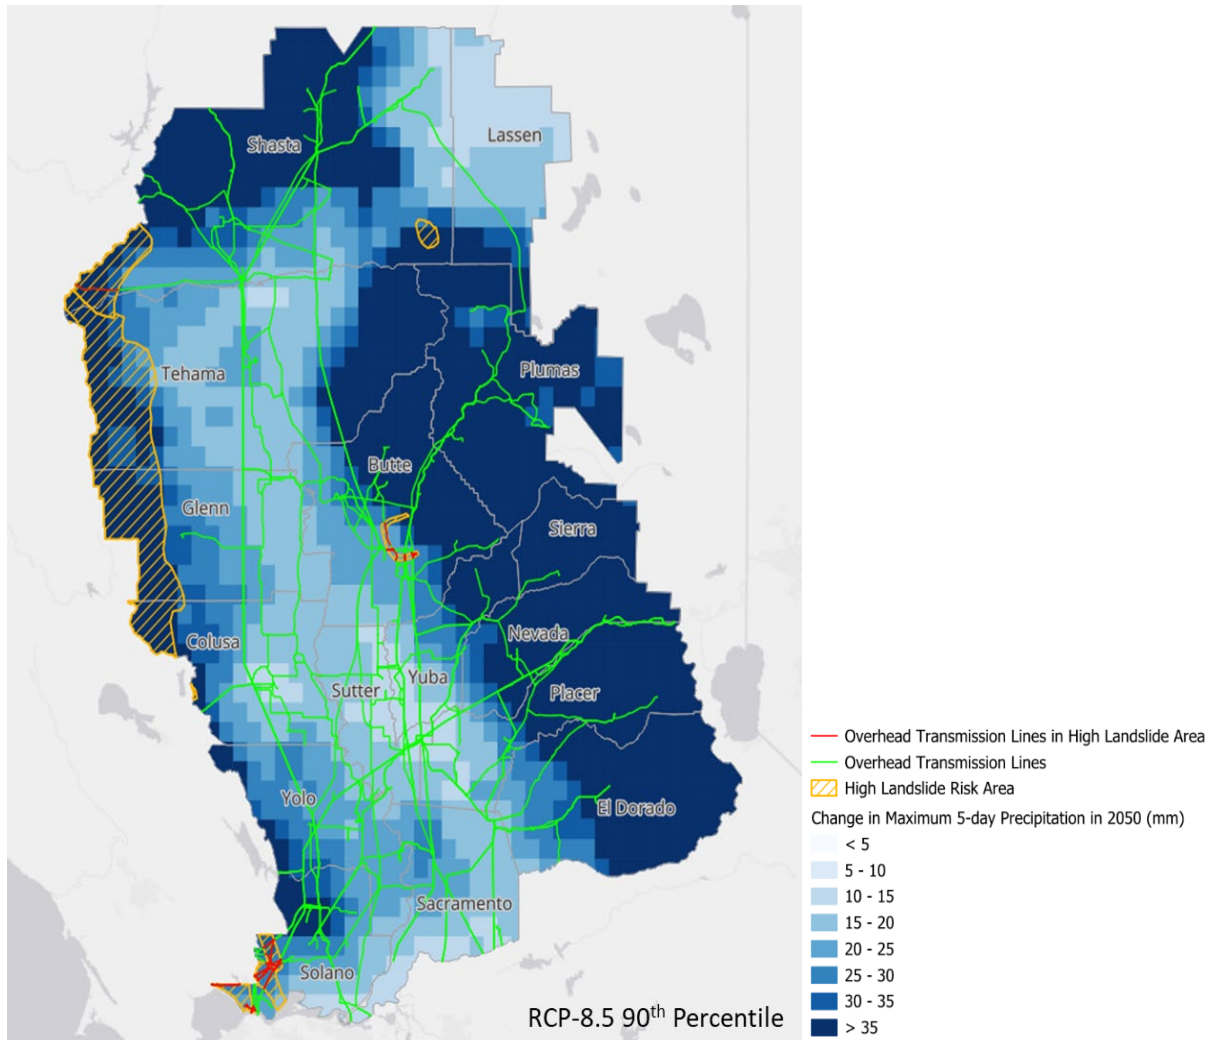 Shasta
Lassen
Tehama
Plumas
Butte
Glenn
Sierra
Colusa
Nevada
Sutter
Yuba
Placer
Yolo
El Dorado
Sacramento
Solano
RCP-8.5 90th Percentile
Overhead Transmission Lines in High Landslide Area
Overhead Transmission Lines
High Landslide Risk Area
Change in Maximum 5-day Precipitation in 2050 (mm)
< 5
5 - 10
10 - 15
15 - 20
20 - 25
25 - 30
30 - 35
> 35